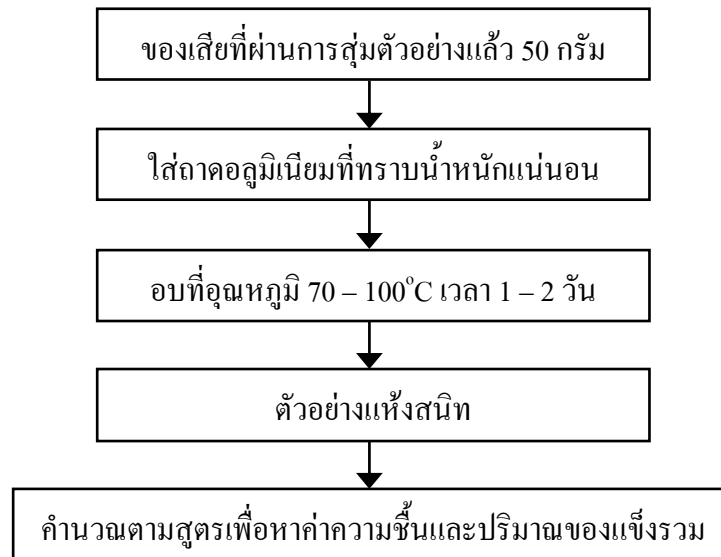 ของเสียที่ผ่านการสุ่มตัวอย่างแล้ว 50 กรัม
ใส่ถาดอลูมิเนียมที่ทราบน้ำหนักแน่นอน
อบที่อุณหภูมิ 70 – 100°C เวลา 1 – 2 วัน
ตัวอย่างแห้งสนิท
คำนวณตามสูตรเพื่อหาค่าความชื้นและปริมาณของแข็งรวม